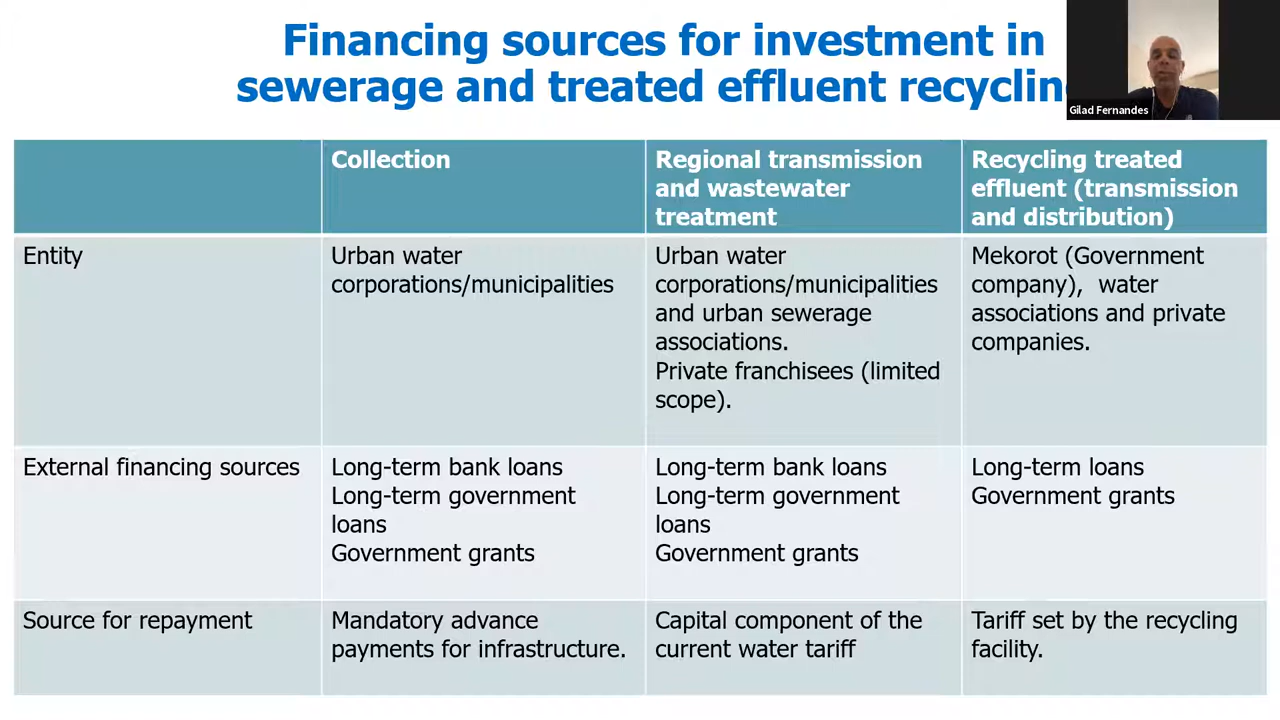 Financing sources for investment in
sewerage and treated effluent recyclin
Gilad Fernandes
Collection
Regional transmission
and wastewater
treatment
Recycling treated
effluent (transmission
and distribution)
Entity
Urban water
corporations/municipalities
Urban water
corporations/municipalities
and urban sewerage
associations.
Private franchisees (limited
scope).
Mekorot (Government
company),  water
associations and private
companies.
External financing sources
Long-term bank loans
Long-term government
loans
Government grants
Long-term bank loans
Long-term government
loans
Government grants
Long-term loans
Government grants
Source for repayment
Mandatory advance
payments for infrastructure.
Capital component of the
current water tariff
Tariff set by the recycling
facility.